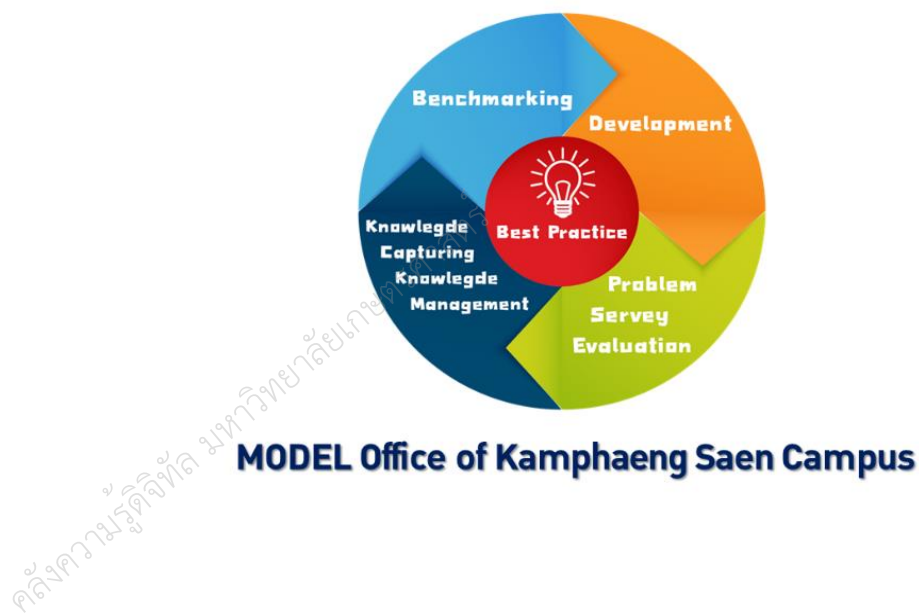 Benchmarking
Development
Best Practice
Knowlegde
Capturing
Knowlegde
Management
Problem
Servey
Evaluation
MODEL Office of Kamphaeng Saen Campus
คลังความรู้ดิจิทัล มหาวิทยาลัยเกษตรศาสตร์